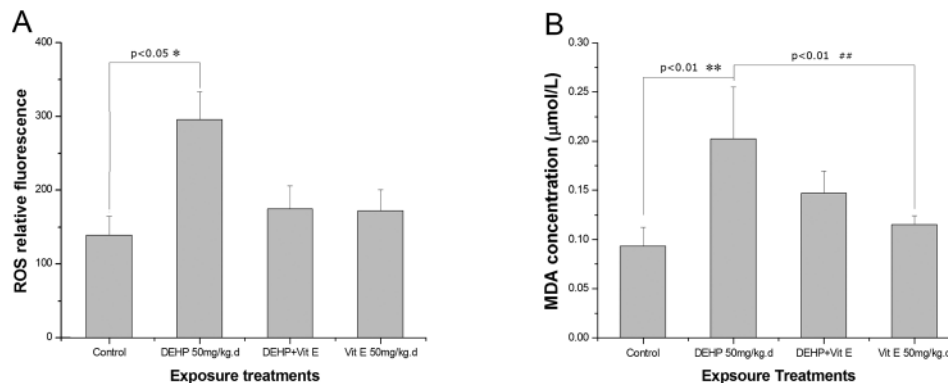 A
400
300
200
100
0
p<0.05 *
ROS relative fluorescence
Control
DEHP 50mg/kg.d
DEHP+Vit E
Vit E 50mg/kg.d
Exposure treatments
B
0.30
0.25
0.20
0.15
0.10
0.05
0.00
p<0.01 **
p<0.01 ##
MDA concentration (μmol/L)
Control
DEHP 50mg/kg.d
DEHP+Vit E
Vit E 50mg/kg.d
Expsoure Treatments